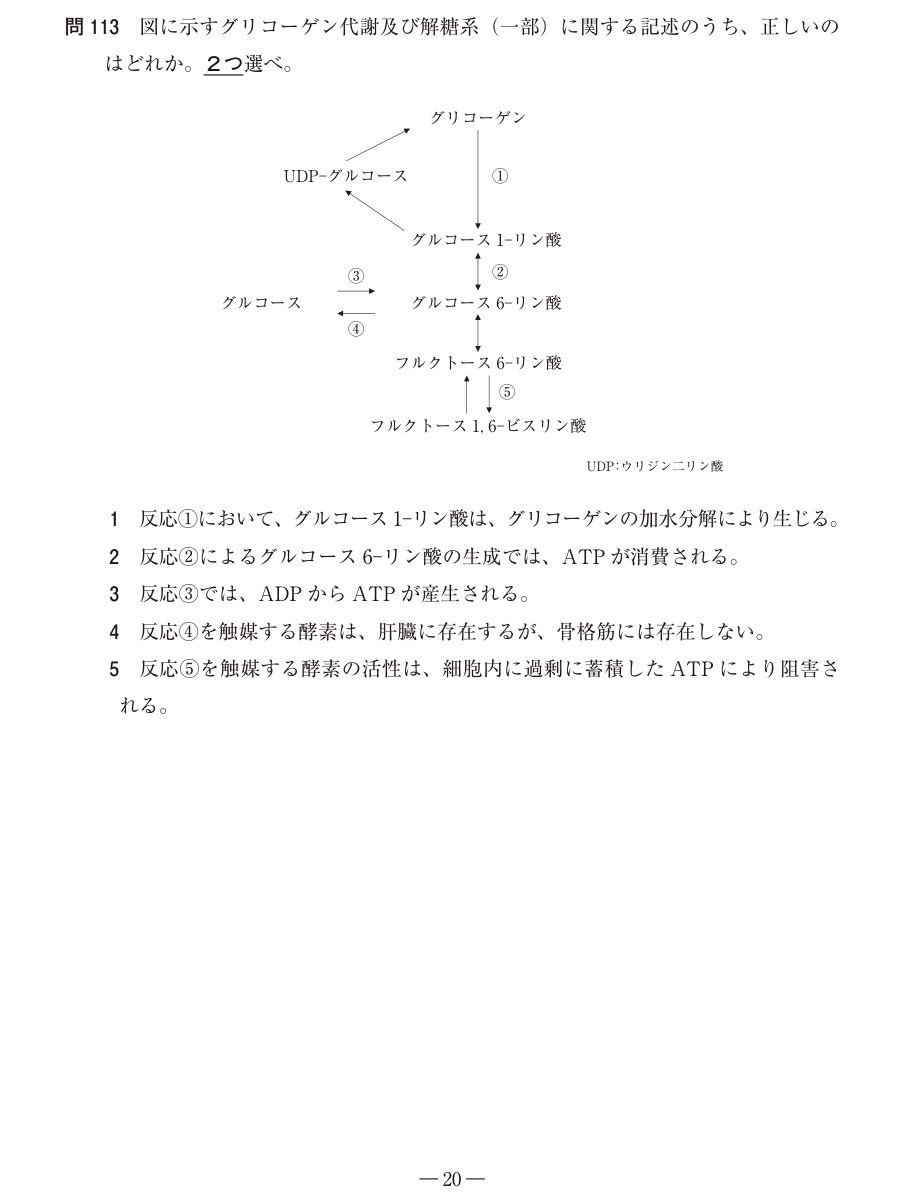 問 113　図に示すグリコーゲン代謝及び解糖系（一部）に関する記述のうち、正しいの
はどれか。２つ選べ。
グリコーゲン
UDP-グルコース
①
グルコース 1-リン酸
②
③
グルコース
グルコース 6-リン酸
④
フルクトース 6-リン酸
⑤
フルクトース 1, 6-ビスリン酸
UDP：ウリジン二リン酸
1　反応①において、グルコース 1-リン酸は、グリコーゲンの加水分解により生じる。
2　反応②によるグルコース 6-リン酸の生成では、ATP が消費される。
3　反応③では、ADP から ATP が産生される。
4　反応④を触媒する酵素は、肝臓に存在するが、骨格筋には存在しない。
5　反応⑤を触媒する酵素の活性は、細胞内に過剰に蓄積した ATP により阻害さ
れる。
― 20 ―